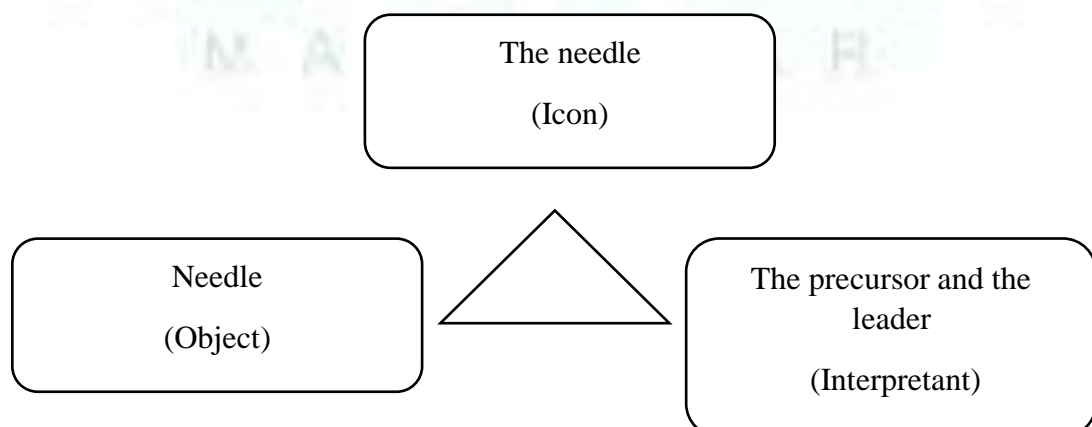 The needle
(Icon)
Needle
(Object)
The precursor and the
leader
(Interpretant)